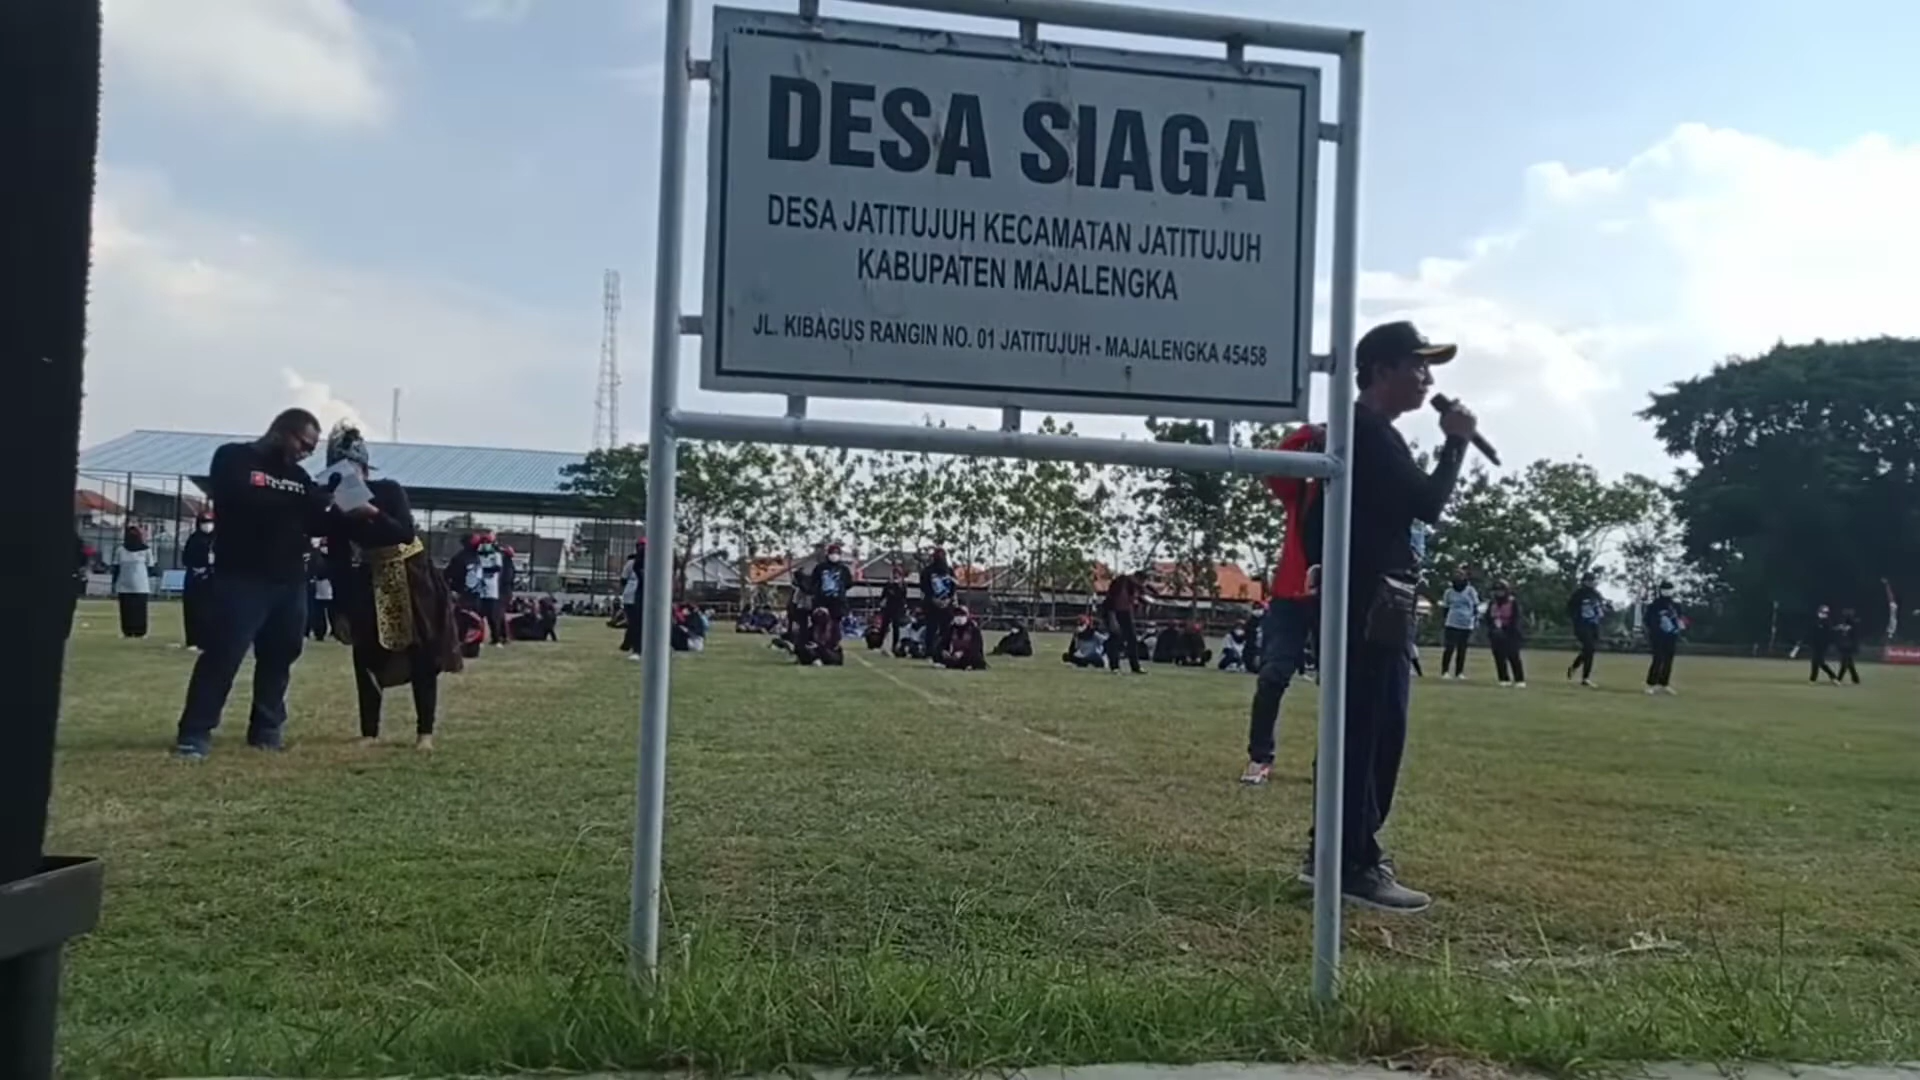 DESA SIAGA
DESA JATITUJUH KECAMATAN JATITUJUH
KABUPATEN MAJALENGKA
JL. KIBAGUS RANGIN NO. 01 JATITUJUH - MAJALENGKA 45458